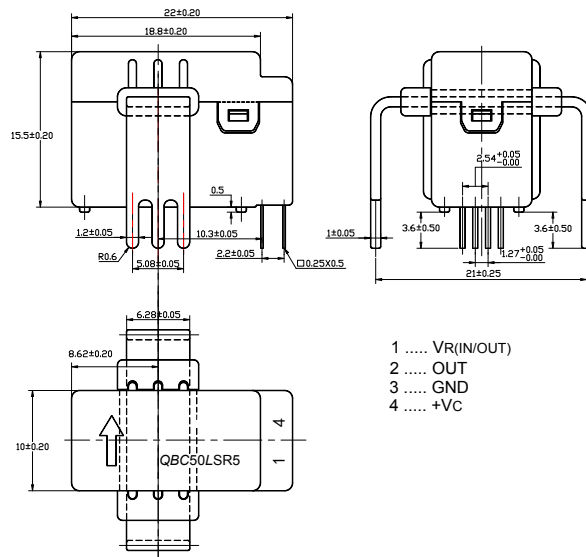 22±0.20
18.8±0.20
15.5±0.20
0.5
1.2±0.05
10.3±0.05
R0.6
5.08±0.05
2.2±0.05
□0.25X0.5
2.54 +0.05 -0.00
1±0.05
3.6±0.50
3.6±0.50
1.27 +0.05 -0.00
21±0.25
6.28±0.05
8.62±0.20
10±0.20
QBC50LSR5
1 4
1 ..... VR(IN/OUT)
2 ..... OUT
3 ..... GND
4 ..... +VC